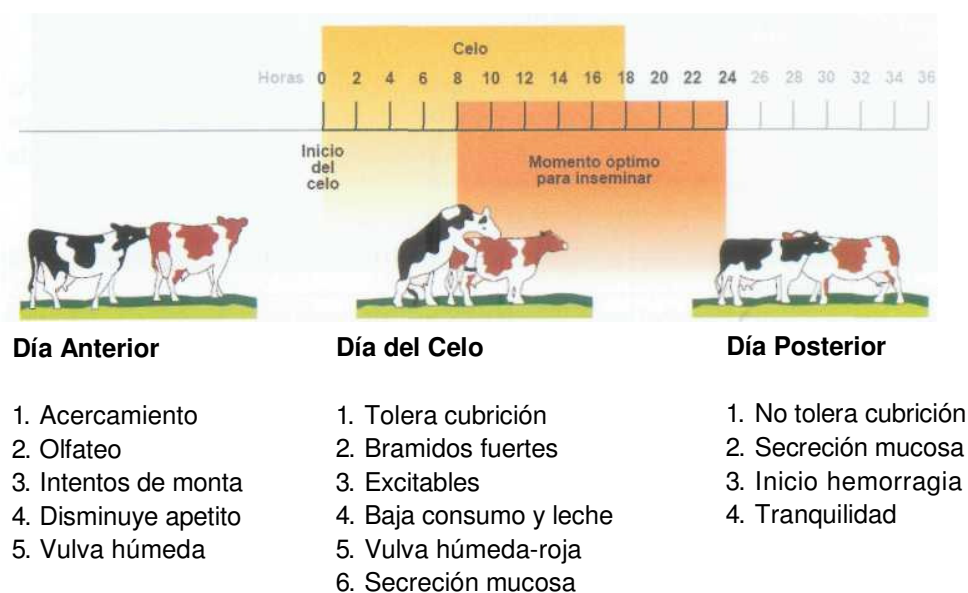 Celo
Horas 0 2 4 6 8 10 12 14 16 18 20 22 24 26 28 30 32 34 36
Inicio
del
celo
Momento óptimo
para inseminar
Día Anterior
1. Acercamiento
2. Olfateo
3. Intentos de monta
4. Disminuye apetito
5. Vulva húmeda
Día del Celo
1. Tolera cubrición
2. Bramidos fuertes
3. Excitables
4. Baja consumo y leche
5. Vulva húmeda-roja
6. Secreción mucosa
Día Posterior
1. No tolera cubrición
2. Secreción mucosa
3. Inicio hemorragia
4. Tranquilidad